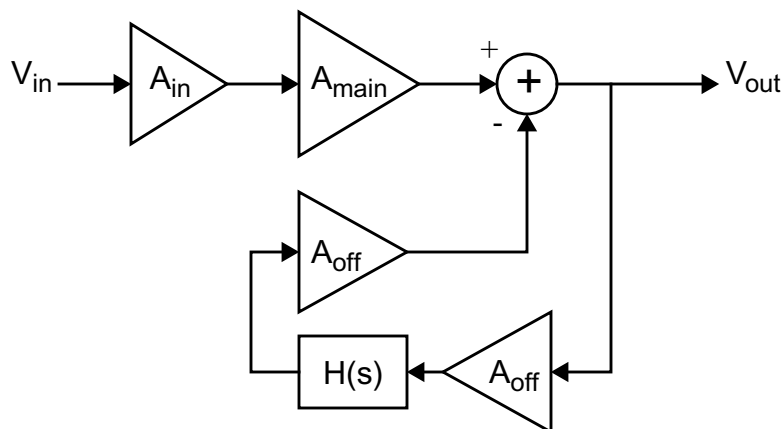 V_in
A_in
A_main
+
+
V_out
-
A_off
H(s)
A_off